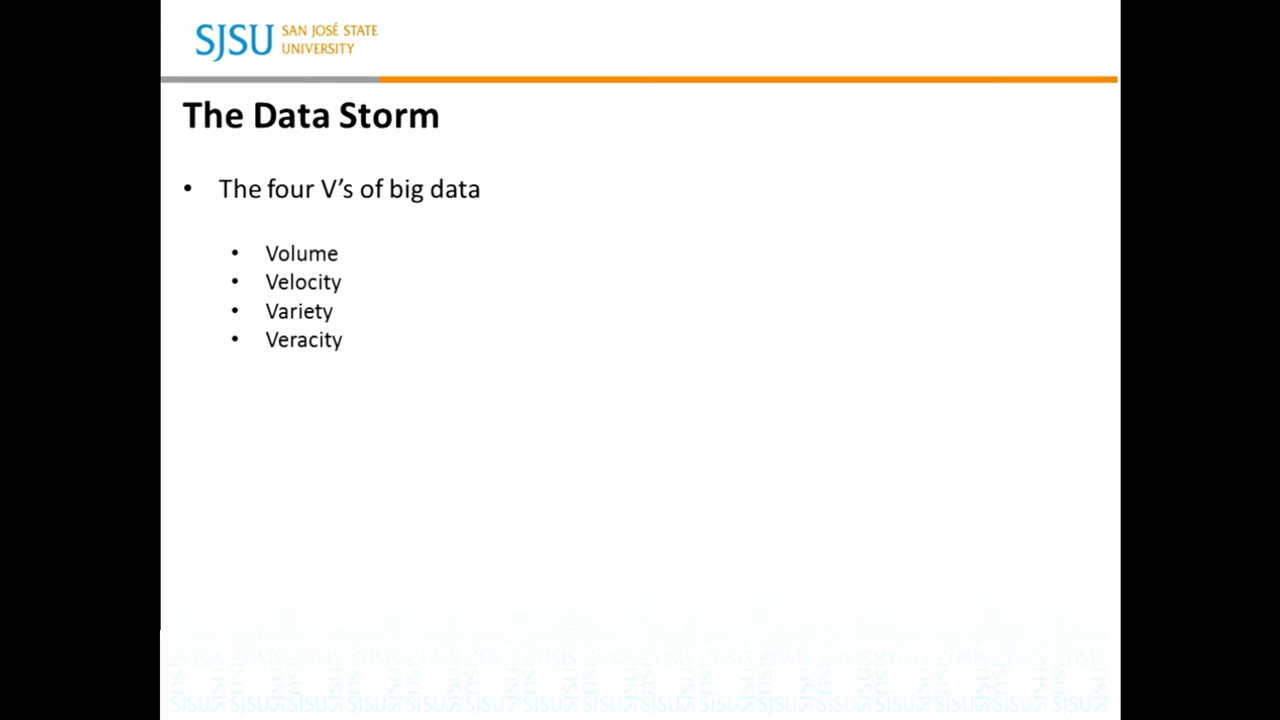 SJSU SAN JOSÉ STATE
UNIVERSITY
The Data Storm
• The four V’s of big data
• Volume
• Velocity
• Variety
• Veracity